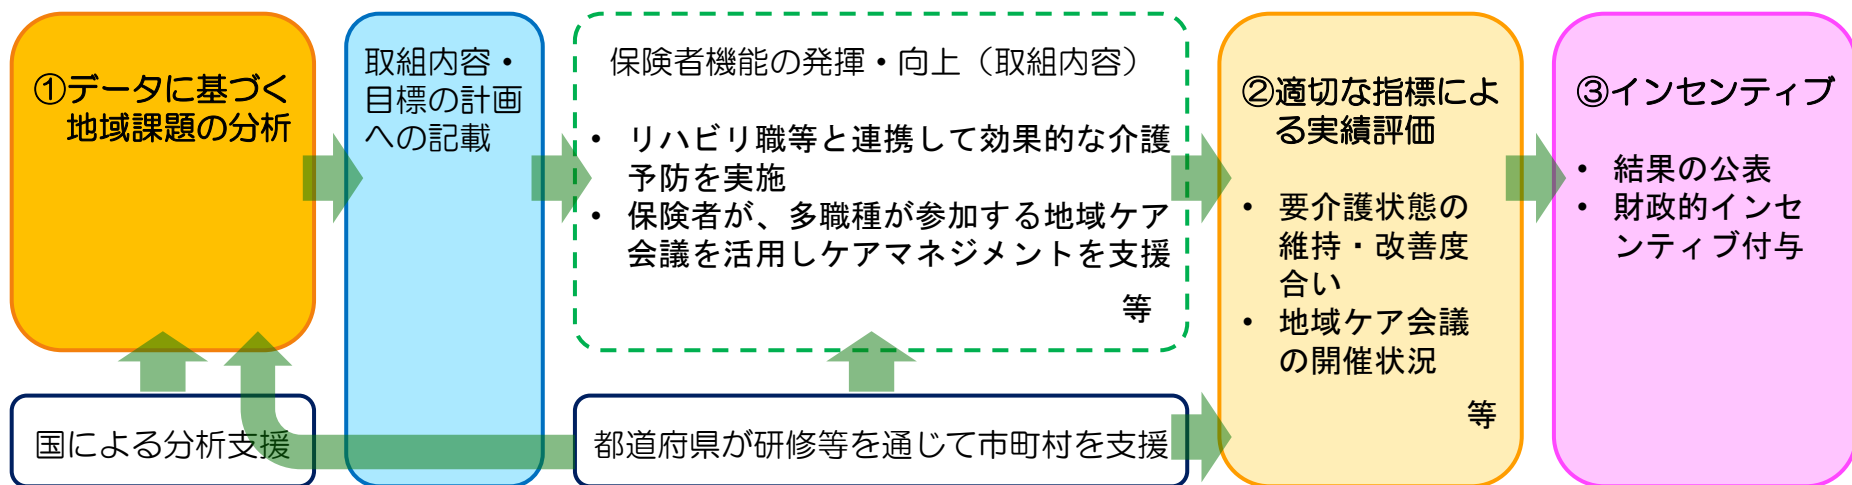 ①データに基づく
地域課題の分析
取組内容・
目標の計画
への記載
保険者機能の発揮・向上（取組内容）
• リハビリ職等と連携して効果的な介護
予防を実施
• 保険者が、多職種が参加する地域ケア
会議を活用しケアマネジメントを支援
等
②適切な指標によ
る実績評価
• 要介護状態の
維持・改善度
合い
• 地域ケア会議
の開催状況
等
③インセンティブ
• 結果の公表
• 財政的インセ
ンティブ付与
国による分析支援
都道府県が研修等を通じて市町村を支援